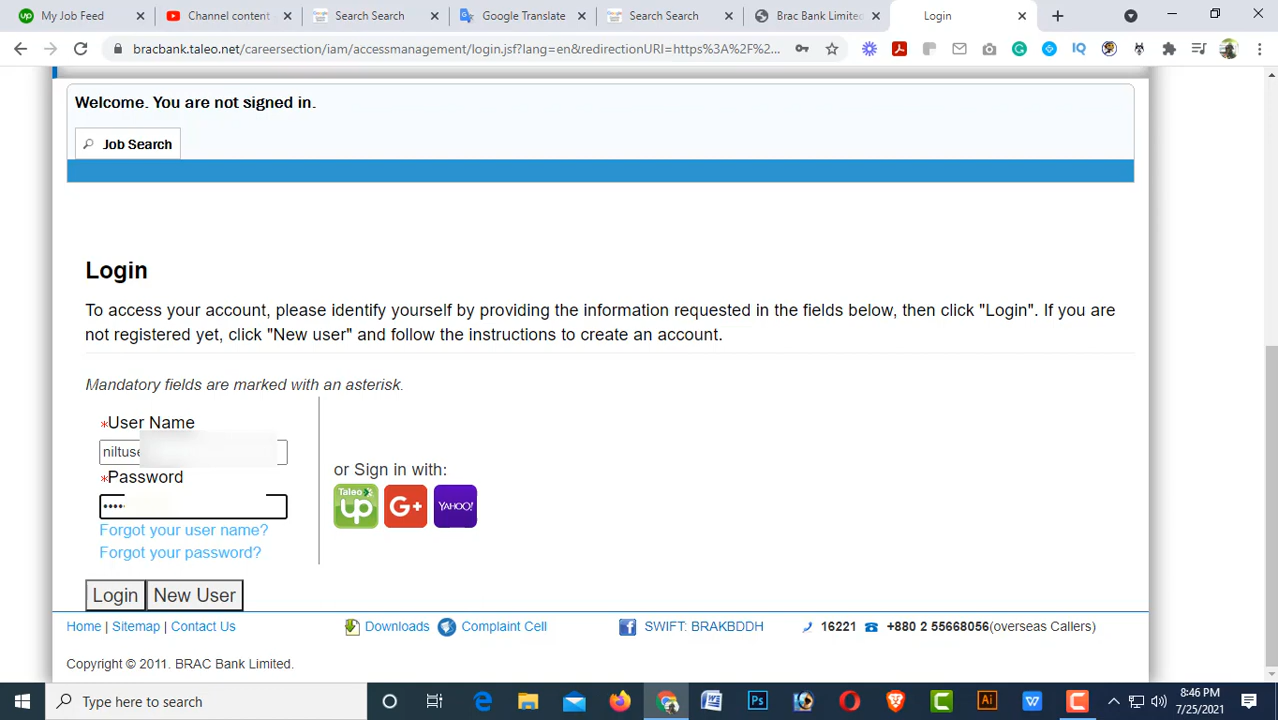 My Job Feed
Channel content
Search Search
Google Translate
Search Search
Brac Bank Limited
Login
bracbank.taleo.net/careersection/iam/accessmanagement/login.jsf?lang=en&redirectionURI=https%3A%2F%2...
Welcome. You are not signed in.
Job Search
Login
To access your account, please identify yourself by providing the information requested in the fields below, then click "Login". If you are
not registered yet, click "New user" and follow the instructions to create an account.
Mandatory fields are marked with an asterisk.
*User Name
niltuse
*Password
••••
Forgot your user name?
Forgot your password?
or Sign in with:
Taleo up
G+
YAHOO!
Login
New User
Home | Sitemap | Contact Us
Downloads
Complaint Cell
SWIFT: BRAKBDDH
16221
+880 2 55668056(overseas Callers)
Copyright © 2011. BRAC Bank Limited.
Type here to search
8:46 PM
7/25/2021